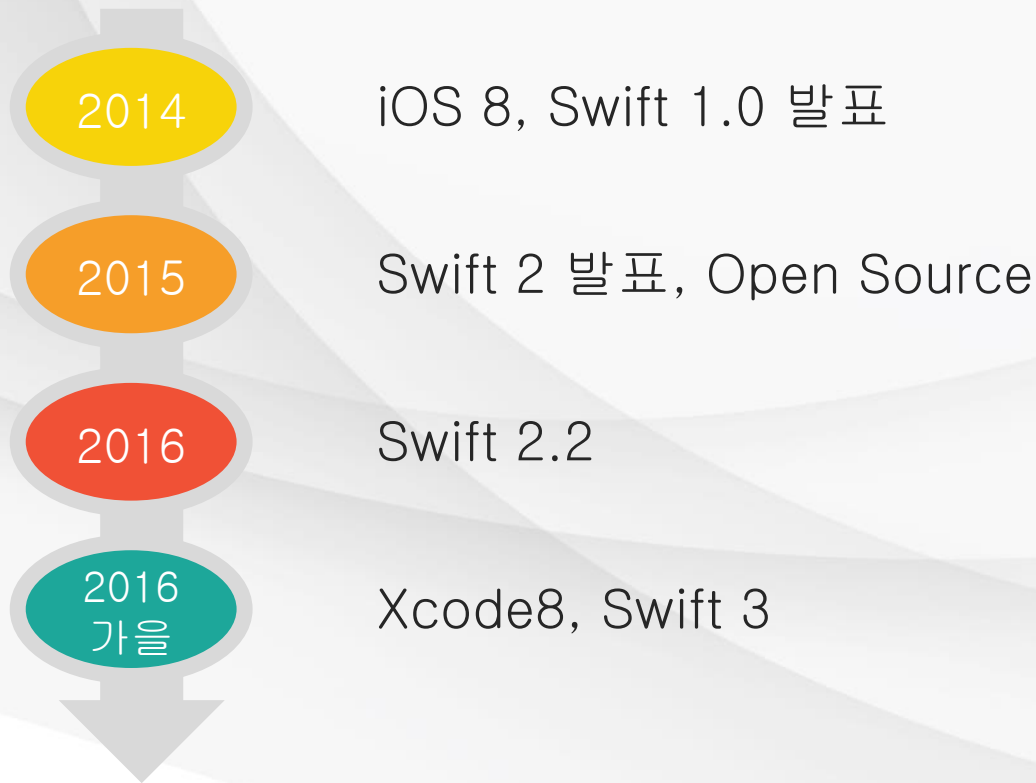 2014
iOS 8, Swift 1.0 발표
2015
Swift 2 발표, Open Source
2016
Swift 2.2
2016
가을
Xcode8, Swift 3